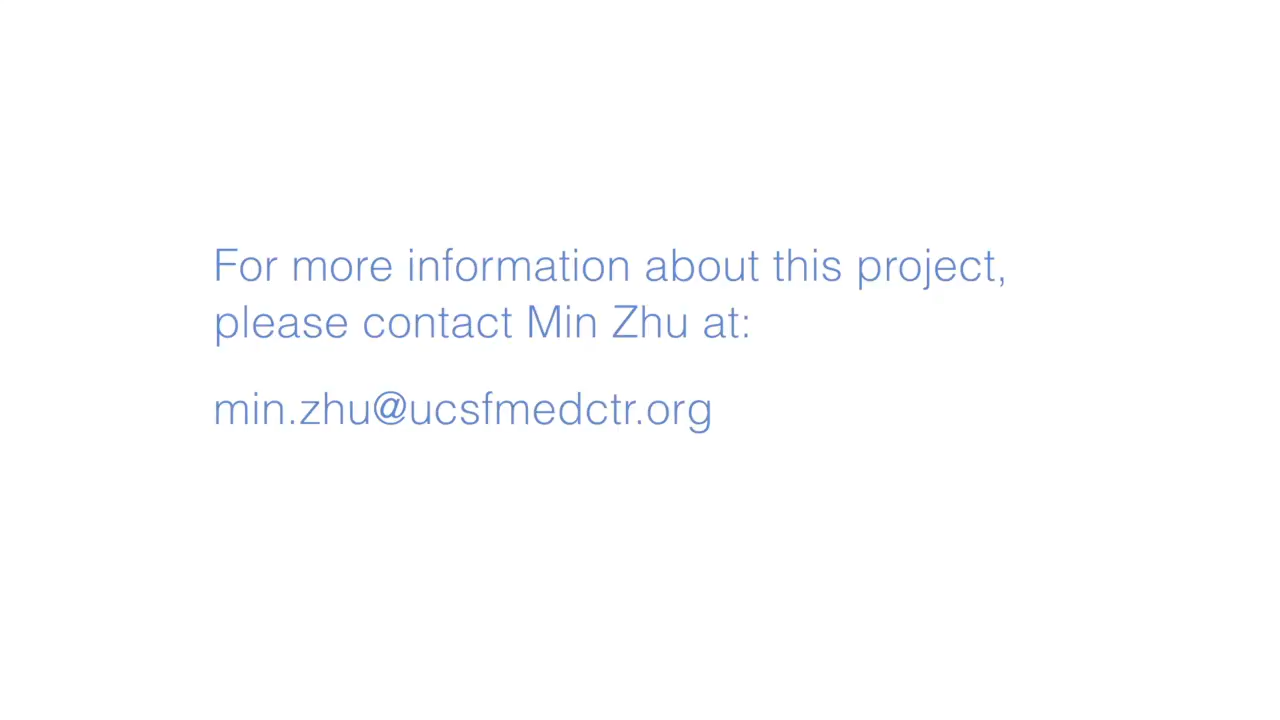 For more information about this project,
please contact Min Zhu at:
min.zhu@ucsfmedctr.org